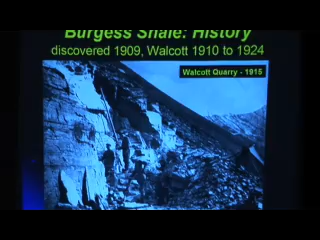 Burgess Shale: History
discovered 1909, Walcott 1910 to 1924
Walcott Quarry - 1915